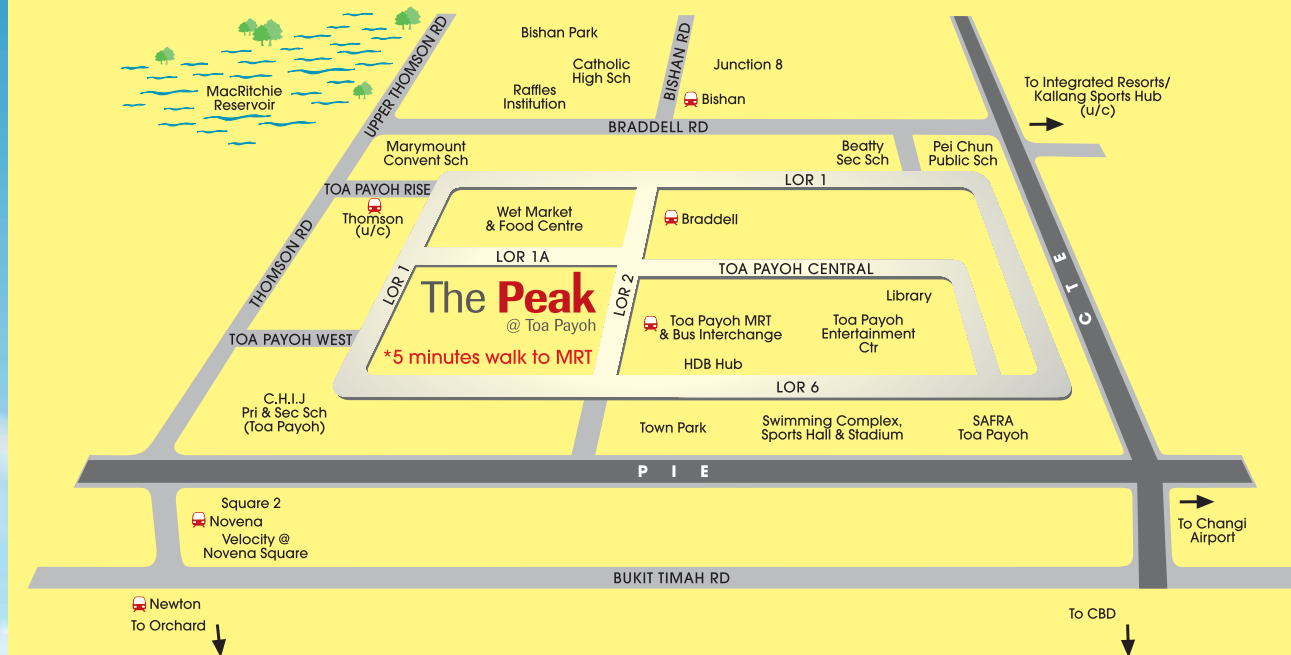 UPPER THOMSON RD
Bishan Park
BISHAN RD
Catholic
High Sch
Junction 8
MacRitchie
Reservoir
Raffles
Institution
Bishan
To Integrated Resorts/
Kallang Sports Hub
(u/c)
BRADDELL RD
Marymount
Convent Sch
Beatty
Sec Sch
Pei Chun
Public Sch
TOA PAYOH RISE
LOR 1
Thomson
(u/c)
Wet Market
& Food Centre
Braddell
THOMSON RD
LOR 1
LOR 1A
LOR 2
TOA PAYOH CENTRAL
C T E
The Peak
@ Toa Payoh
*5 minutes walk to MRT
Library
Toa Payoh MRT
& Bus Interchange
Toa Payoh
Entertainment
Ctr
HDB Hub
TOA PAYOH WEST
LOR 6
C.H.I.J
Pri & Sec Sch
(Toa Payoh)
Town Park
Swimming Complex,
Sports Hall & Stadium
SAFRA
Toa Payoh
P I E
Square 2
Novena
Velocity @
Novena Square
To Changi
Airport
BUKIT TIMAH RD
Newton
To Orchard
To CBD